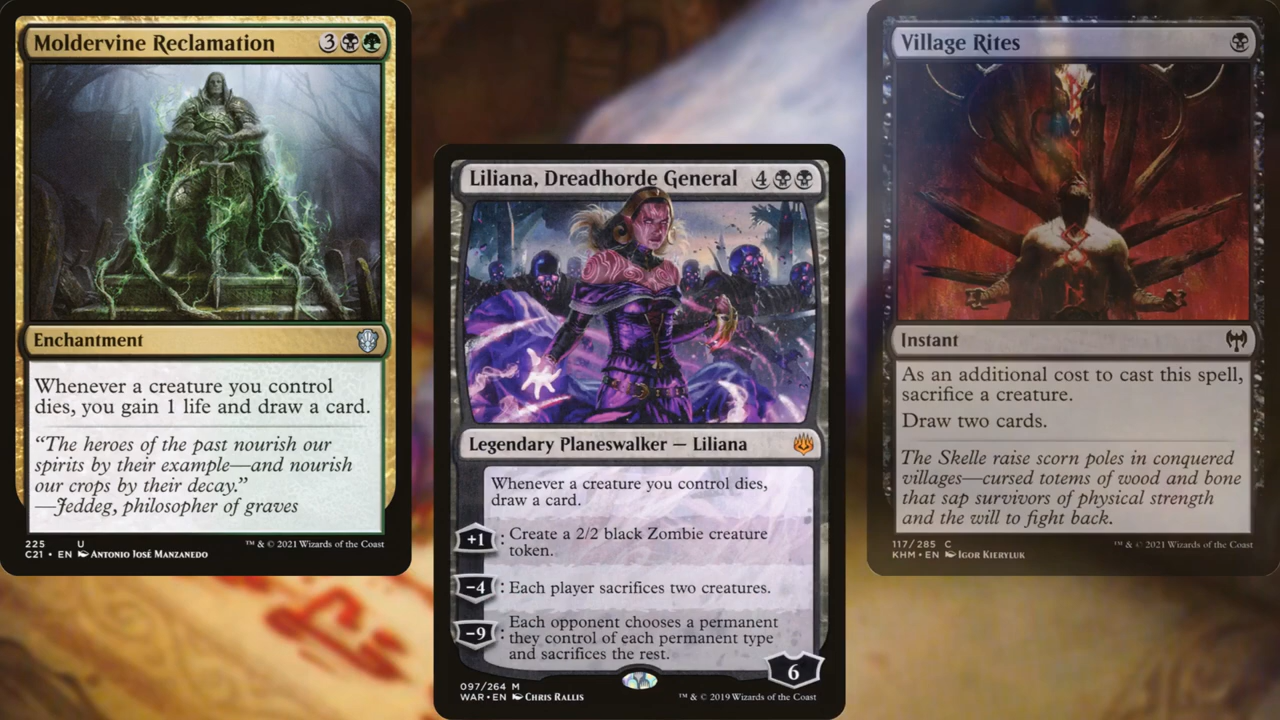 Moldervine Reclamation 3
Enchantment
Whenever a creature you control
dies, you gain 1 life and draw a card.
“The heroes of the past nourish our
spirits by their example—and nourish
our crops by their decay.”
—Jeddeg, philosopher of graves
225 U
C21 • EN Antonio José Manzanedo
™ & © 2021 Wizards of the Coast
Liliana, Dreadhorde General 4
Legendary Planeswalker — Liliana
Whenever a creature you control dies,
draw a card.
+1: Create a 2/2 black Zombie creature
token.
−4: Each player sacrifices two creatures.
−9: Each opponent chooses a permanent
they control of each permanent type
and sacrifices the rest.
6
097/264 M
WAR • EN Chris Rallis
™ & © 2019 Wizards of the Coast
Village Rites
Instant
As an additional cost to cast this spell,
sacrifice a creature.
Draw two cards.
The Skelle raise scorn poles in conquered
villages—cursed totems of wood and bone
that sap survivors of physical strength
and the will to fight back.
117/285 C
KHM • EN Igor Kieryluk
™ & © 2021 Wizards of the Coast